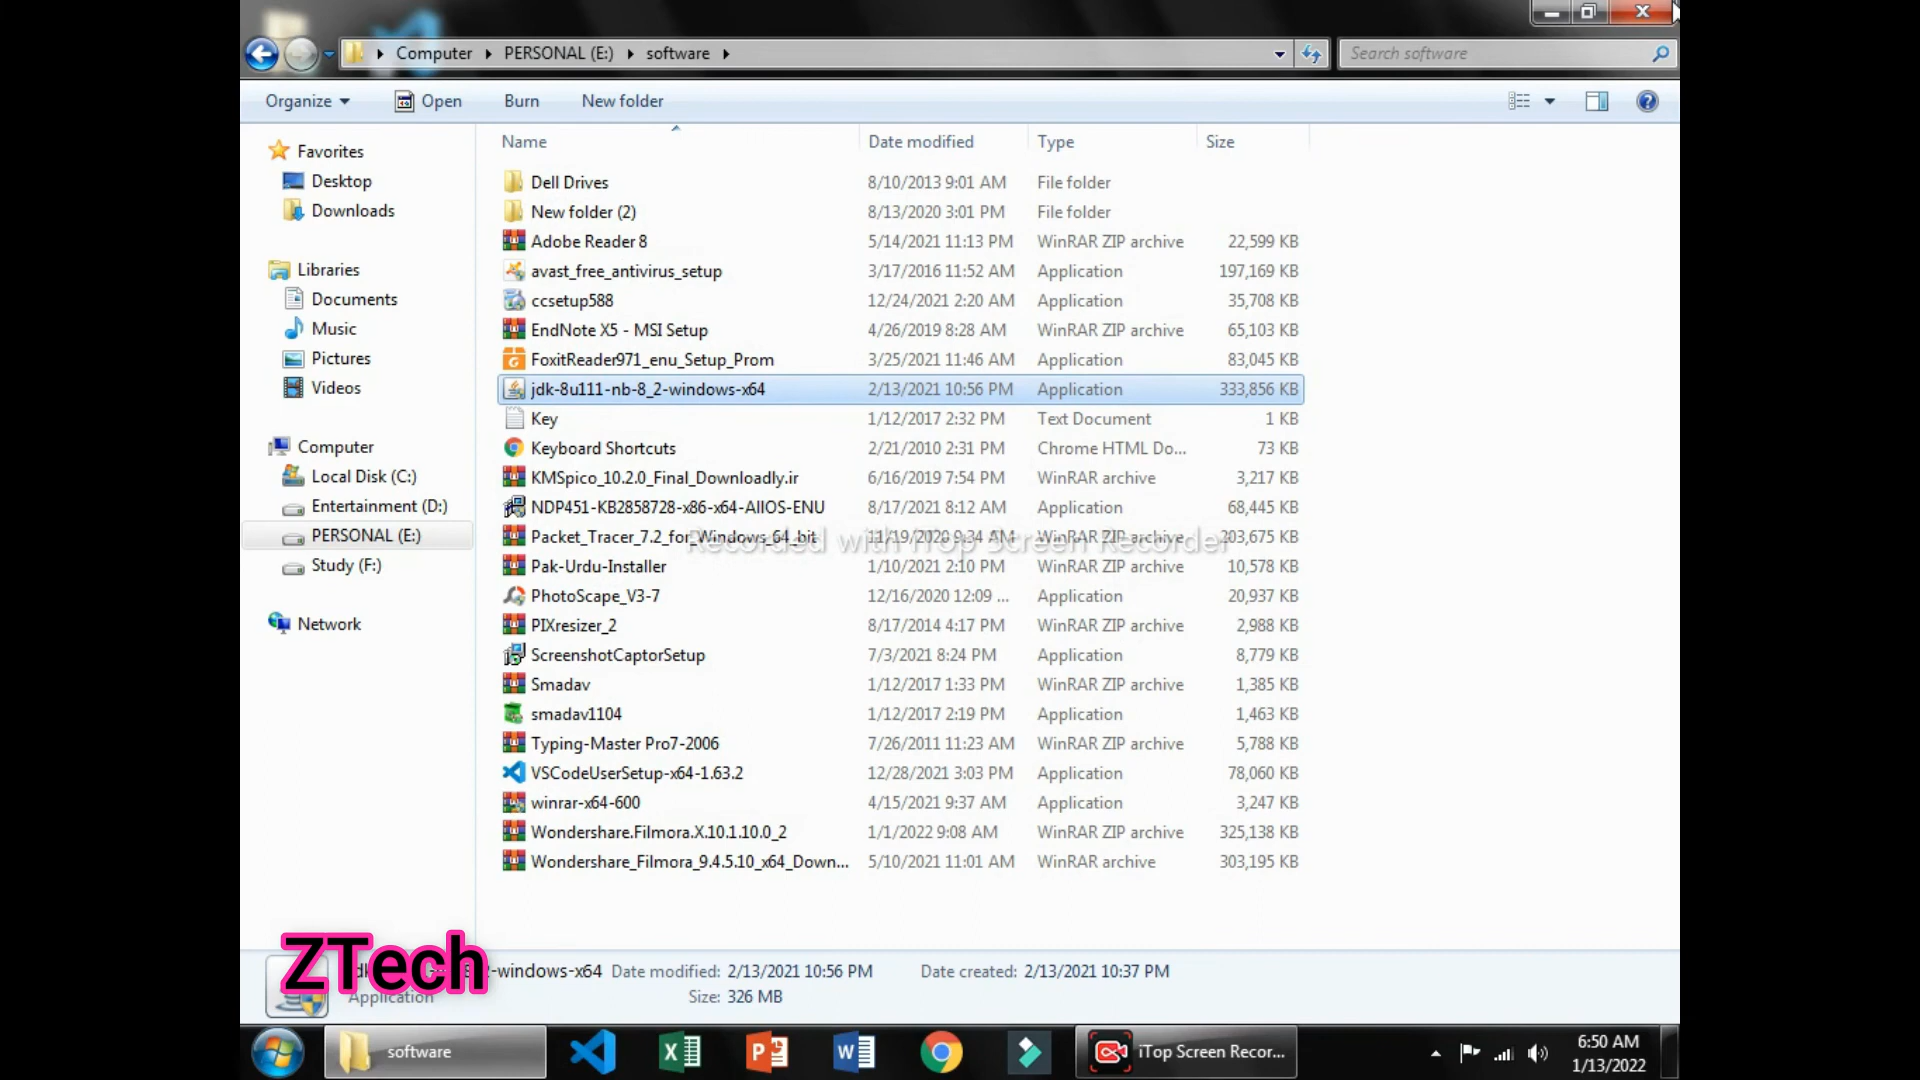 Computer PERSONAL (E:) software
Search software
Organize Open Burn New folder
Name Date modified Type Size
Favorites
Desktop
Downloads
Libraries
Documents
Music
Pictures
Videos
Computer
Local Disk (C:)
Entertainment (D:)
PERSONAL (E:)
Study (F:)
Network
Dell Drives 8/10/2013 9:01 AM File folder
New folder (2) 8/13/2020 3:01 PM File folder
Adobe Reader 8 5/14/2021 11:13 PM WinRAR ZIP archive 22,599 KB
avast_free_antivirus_setup 3/17/2016 11:52 AM Application 197,169 KB
ccsetup588 12/24/2021 2:20 AM Application 35,708 KB
EndNote X5 - MSI Setup 4/26/2019 8:28 AM WinRAR ZIP archive 65,103 KB
FoxitReader971_enu_Setup_Prom 3/25/2021 11:46 AM Application 83,045 KB
jdk-8u111-nb-8_2-windows-x64 2/13/2021 10:56 PM Application 333,856 KB
Key 1/12/2017 2:32 PM Text Document 1 KB
Keyboard Shortcuts 2/21/2010 2:31 PM Chrome HTML Do... 73 KB
KMSpico_10.2.0_Final_Downloadly.ir 6/16/2019 7:54 PM WinRAR archive 3,217 KB
NDP451-KB2858728-x86-x64-AllOS-ENU 8/17/2021 8:12 AM Application 68,445 KB
Packet_Tracer_7.2_for_Windows_64_bit 11/19/2020 9:34 AM WinRAR ZIP archive 203,675 KB
Recorded with iTop Screen Recorder
Pak-Urdu-Installer 1/10/2021 2:10 PM WinRAR ZIP archive 10,578 KB
PhotoScape_V3-7 12/16/2020 12:09 ... Application 20,937 KB
PIXresizer_2 8/17/2014 4:17 PM WinRAR ZIP archive 2,988 KB
ScreenshotCaptorSetup 7/3/2021 8:24 PM Application 8,779 KB
Smadav 1/12/2017 1:33 PM WinRAR ZIP archive 1,385 KB
smadav1104 1/12/2017 2:19 PM Application 1,463 KB
Typing-Master Pro7-2006 7/26/2011 11:23 AM WinRAR ZIP archive 5,788 KB
VSCodeUserSetup-x64-1.63.2 12/28/2021 3:03 PM Application 78,060 KB
winrar-x64-600 4/15/2021 9:37 AM Application 3,247 KB
Wondershare.Filmora.X.10.1.10.0_2 1/1/2022 9:08 AM WinRAR ZIP archive 325,138 KB
Wondershare_Filmora_9.4.5.10_x64_Down... 5/10/2021 11:01 AM WinRAR archive 303,195 KB
ZTech
2-windows-x64 Date modified: 2/13/2021 10:56 PM Date created: 2/13/2021 10:37 PM
Application Size: 326 MB
software
iTop Screen Recor...
6:50 AM
1/13/2022